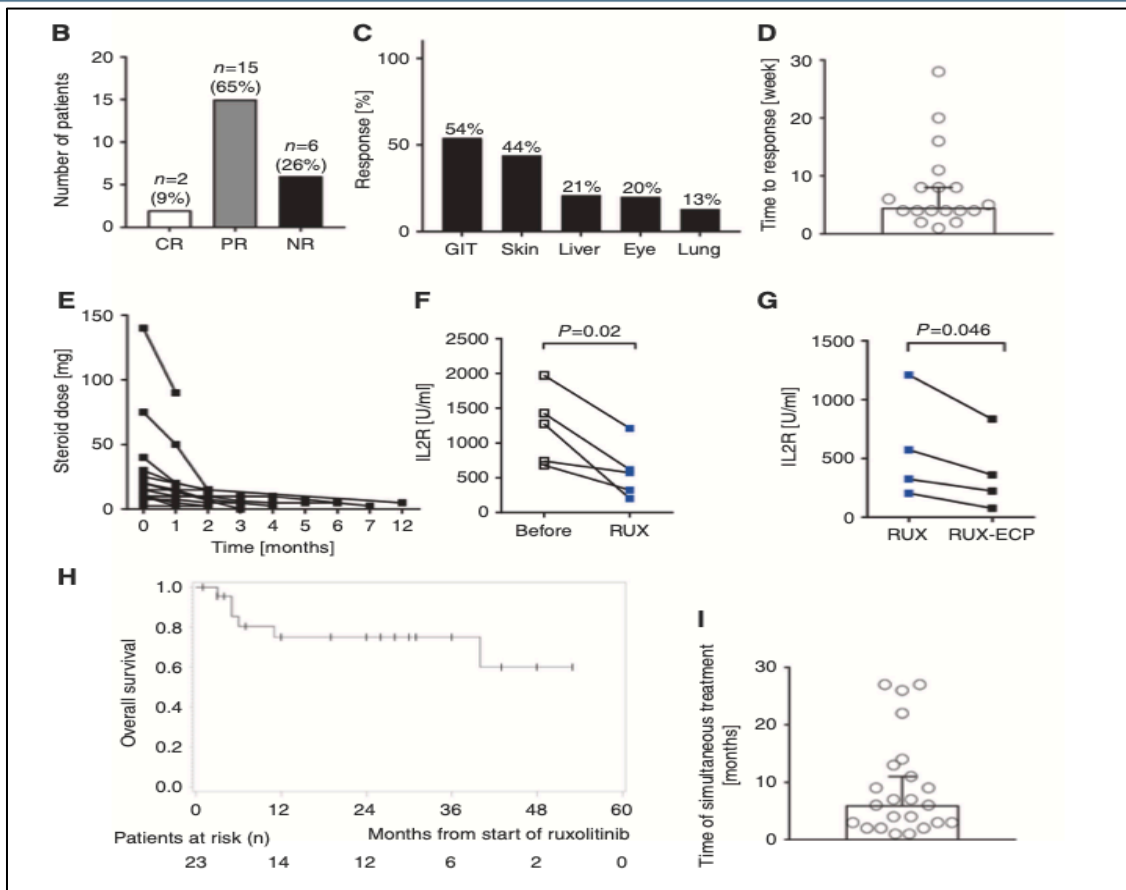 B
Number of patients
20
15
10
5
0
n=2
(9%)
n=15
(65%)
n=6
(26%)
CR PR NR
C
Response [%]
100
50
0
54%
44%
21%
20%
13%
GIT Skin Liver Eye Lung
D
Time to response [week]
30
20
10
0
E
Steroid dose [mg]
150
100
50
0
0 1 2 3 4 5 6 7 12
Time [months]
F
P=0.02
IL2R [U/ml]
2500
2000
1500
1000
500
0
Before RUX
G
P=0.046
IL2R [U/ml]
1500
1000
500
0
RUX RUX-ECP
H
Overall survival
1.0
0.8
0.6
0.4
0.2
0.0
0 12 24 36 48 60
Patients at risk (n) Months from start of ruxolitinib
23 14 12 6 2 0
I
Time of simultaneous treatment
[months]
30
20
10
0